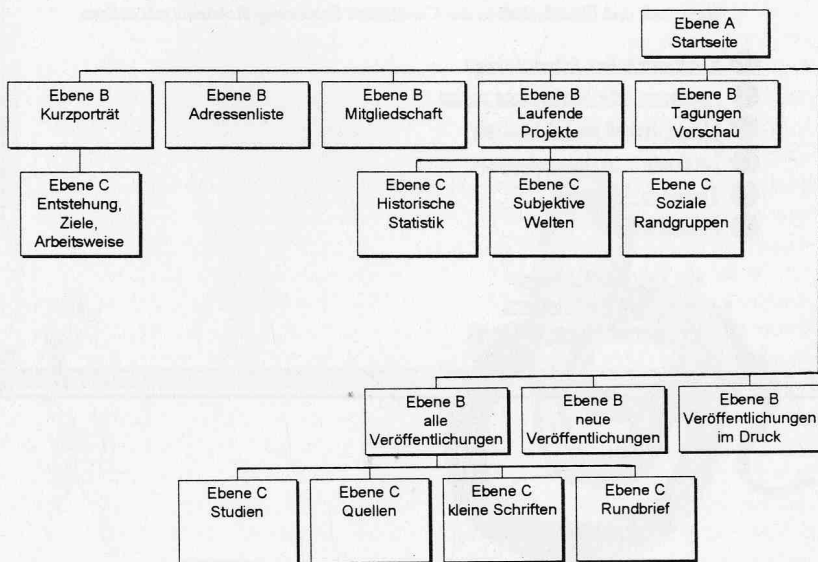 Ebene A
Startseite
Ebene B
Kurzporträt
Ebene B
Adressenliste
Ebene B
Mitgliedschaft
Ebene B
Laufende
Projekte
Ebene B
Tagungen
Vorschau
Ebene C
Entstehung,
Ziele,
Arbeitsweise
Ebene C
Historische
Statistik
Ebene C
Subjektive
Welten
Ebene C
Soziale
Randgruppen
Ebene B
alle
Veröffentlichungen
Ebene B
neue
Veröffentlichungen
Ebene B
Veröffentlichungen
im Druck
Ebene C
Studien
Ebene C
Quellen
Ebene C
kleine Schriften
Ebene C
Rundbrief